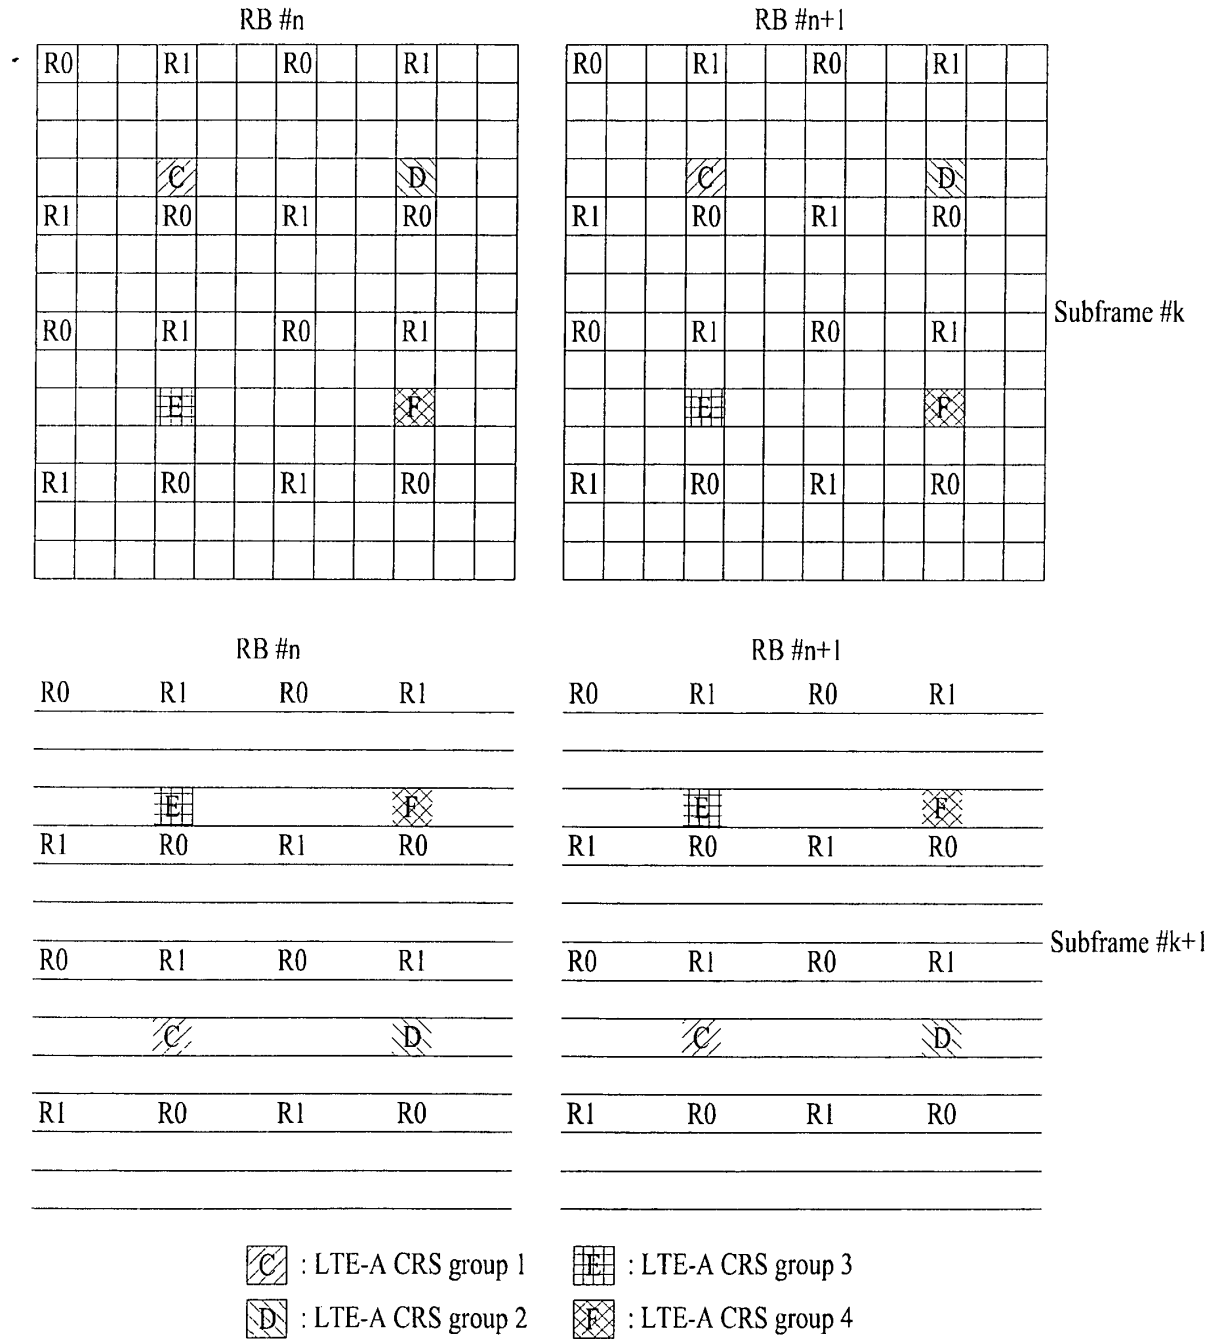 RB #n RB #n+1
R0 R1 R0 R1 R0 R1 R0 R1
C D C D
R1 R0 R1 R0 R1 R0 R1 R0
Subframe #k
R0 R1 R0 R1 R0 R1 R0 R1
E F E F
R1 R0 R1 R0 R1 R0 R1 R0
RB #n RB #n+1
R0 R1 R0 R1 R0 R1 R0 R1
E F E F
R1 R0 R1 R0 R1 R0 R1 R0
Subframe #k+1
R0 R1 R0 R1 R0 R1 R0 R1
C D C D
R1 R0 R1 R0 R1 R0 R1 R0
C : LTE-A CRS group 1 E : LTE-A CRS group 3
D : LTE-A CRS group 2 F : LTE-A CRS group 4